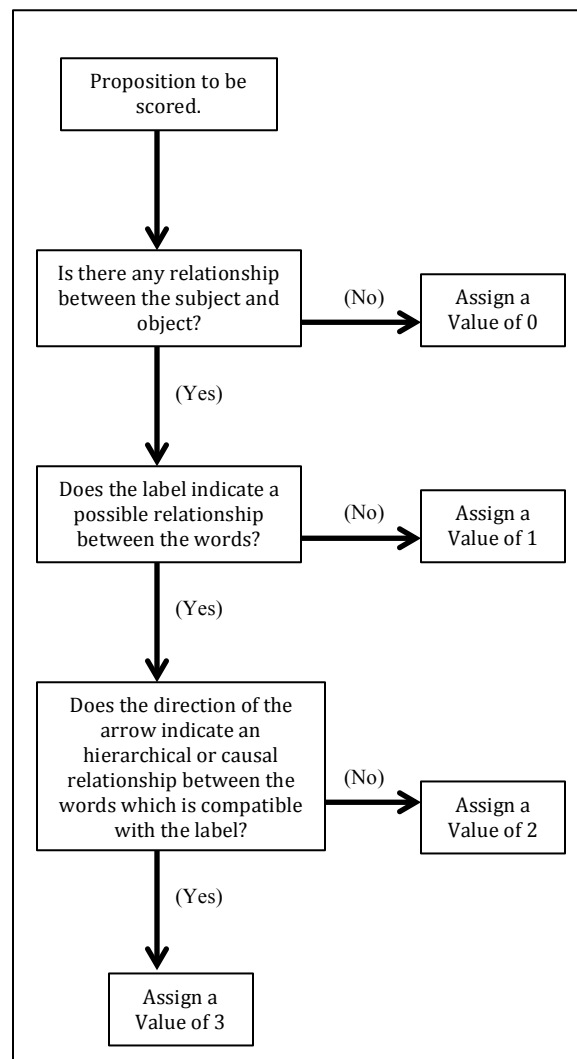 Proposition to be
scored.
Is there any relationship
between the subject and
object?
(No)
Assign a
Value of 0
(Yes)
Does the label indicate a
possible relationship
between the words?
(No)
Assign a
Value of 1
(Yes)
Does the direction of the
arrow indicate an
hierarchical or causal
relationship between the
words which is compatible
with the label?
(No)
Assign a
Value of 2
(Yes)
Assign a
Value of 3